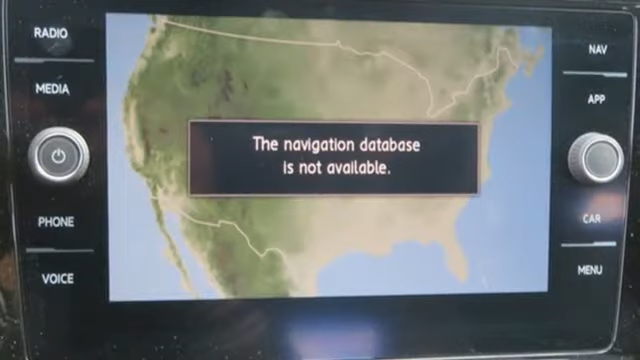 RADIO
MEDIA
PHONE
VOICE
The navigation database
is not available.
NAV
APP
CAR
MENU